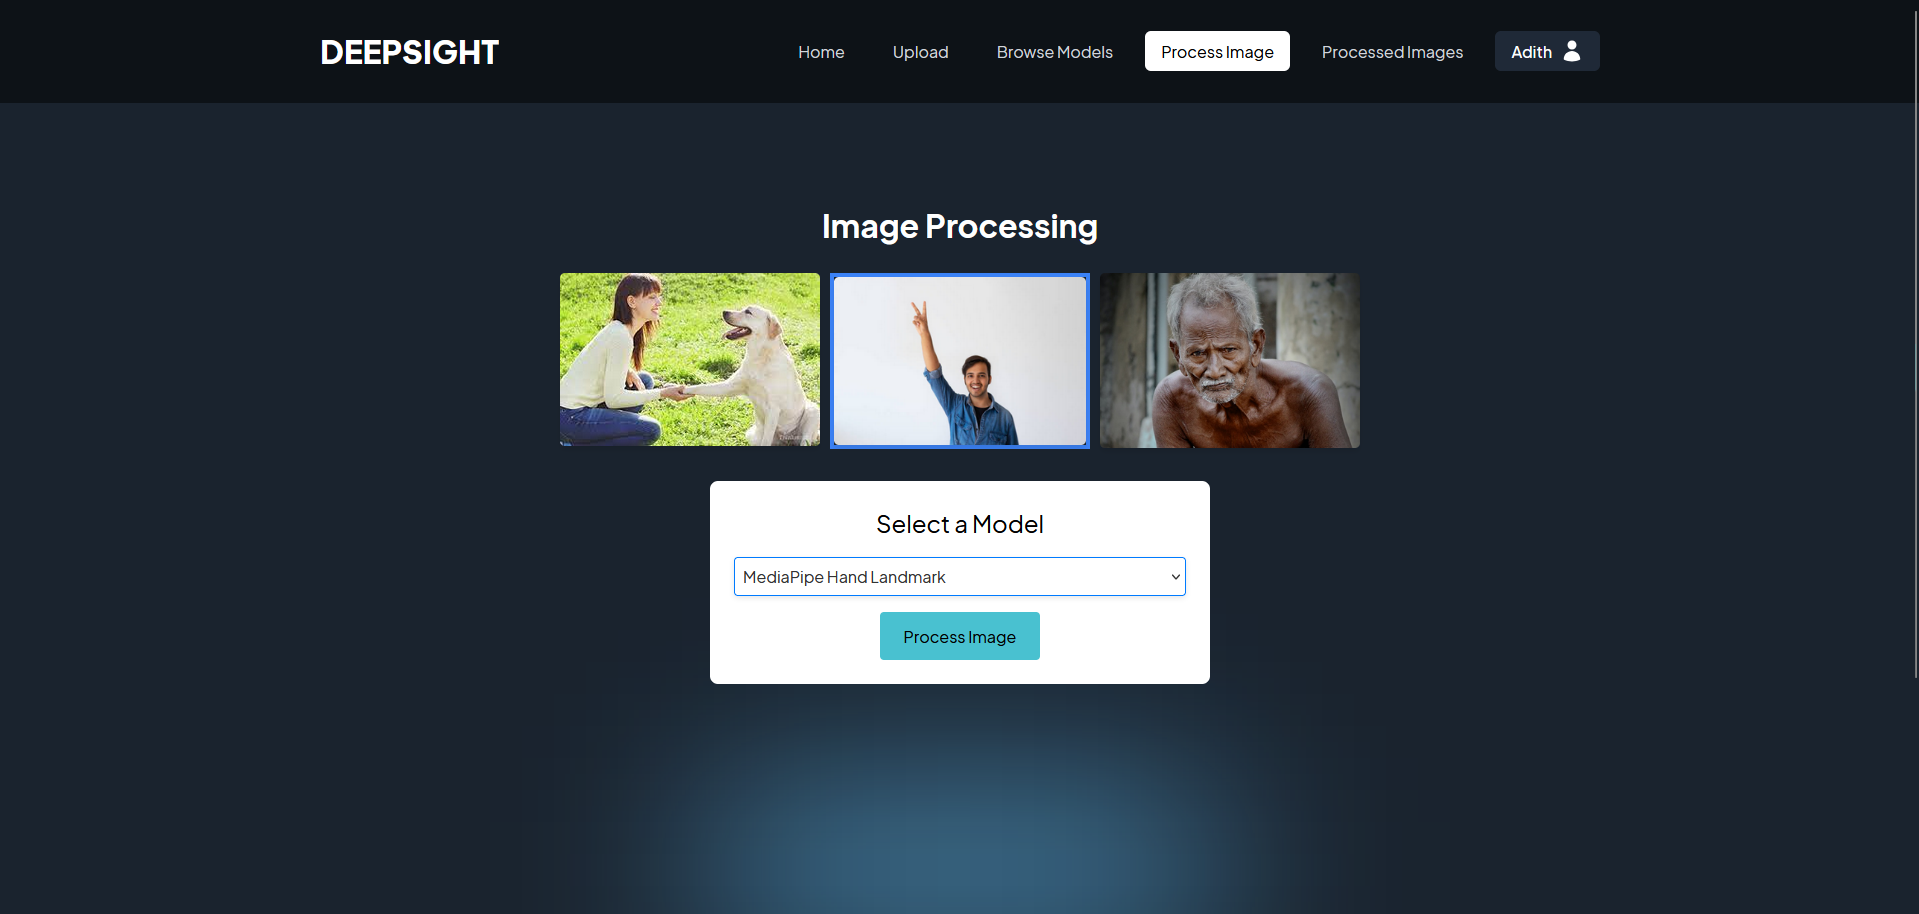 DEEPSIGHT
Home
Upload
Browse Models
Process Image
Processed Images
Adith
Image Processing
Select a Model
MediaPipe Hand Landmark
Process Image